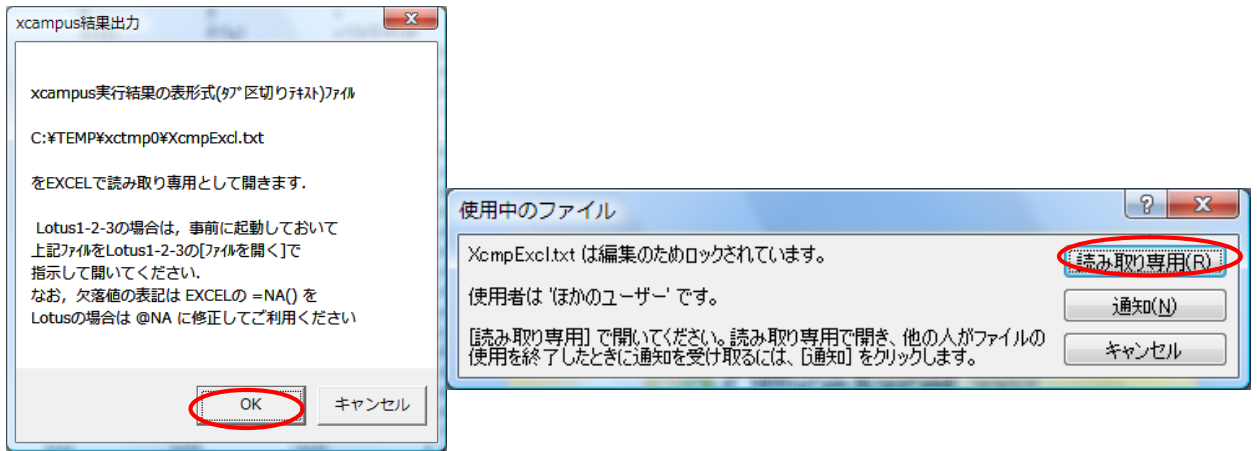 xcampus結果出力
xcampus実行結果の表形式(ﾀﾌﾞ区切りﾃｷｽﾄ)ﾌｧｲﾙ
C:¥TEMP¥xctmp0¥XcmpExcl.txt
をEXCELで読み取り専用として開きます.
Lotus1-2-3の場合は，事前に起動しておいて
上記ﾌｧｲﾙをLotus1-2-3の[ﾌｧｲﾙを開く]で
指示して開いてください.
なお，欠落値の表記は EXCELの =NA() を
Lotusの場合は @NA に修正してご利用ください
OK
キャンセル
使用中のファイル
XcmpExcl.txt は編集のためロックされています。
使用者は 'ほかのユーザー' です。
[読み取り専用] で開いてください。読み取り専用で開き、他の人がファイルの
使用を終了したときに通知を受け取るには、[通知] をクリックします。
読み取り専用(R)
通知(N)
キャンセル